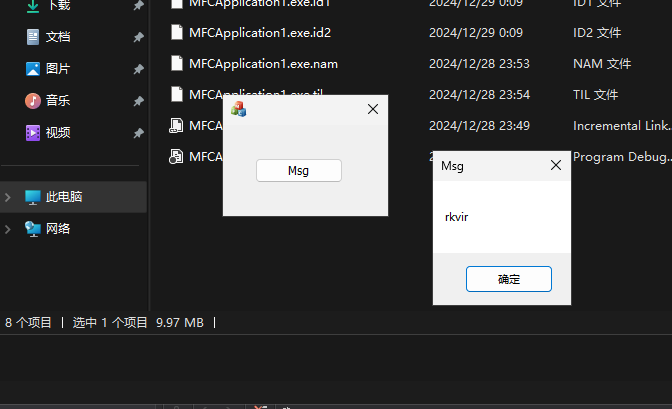 下载
MFCApplication1.exe.id1 2024/12/29 0:09 ID1 文件
文档
MFCApplication1.exe.id2 2024/12/29 0:09 ID2 文件
图片
MFCApplication1.exe.nam 2024/12/28 23:53 NAM 文件
音乐
MFCApplication1.exe.til 2024/12/28 23:54 TIL 文件
视频
MFCA 2024/12/28 23:49 Incremental Link...
MFCA 2 Program Debug...
Msg
Msg
rkvir
确定
此电脑
网络
8 个项目 选中 1 个项目 9.97 MB